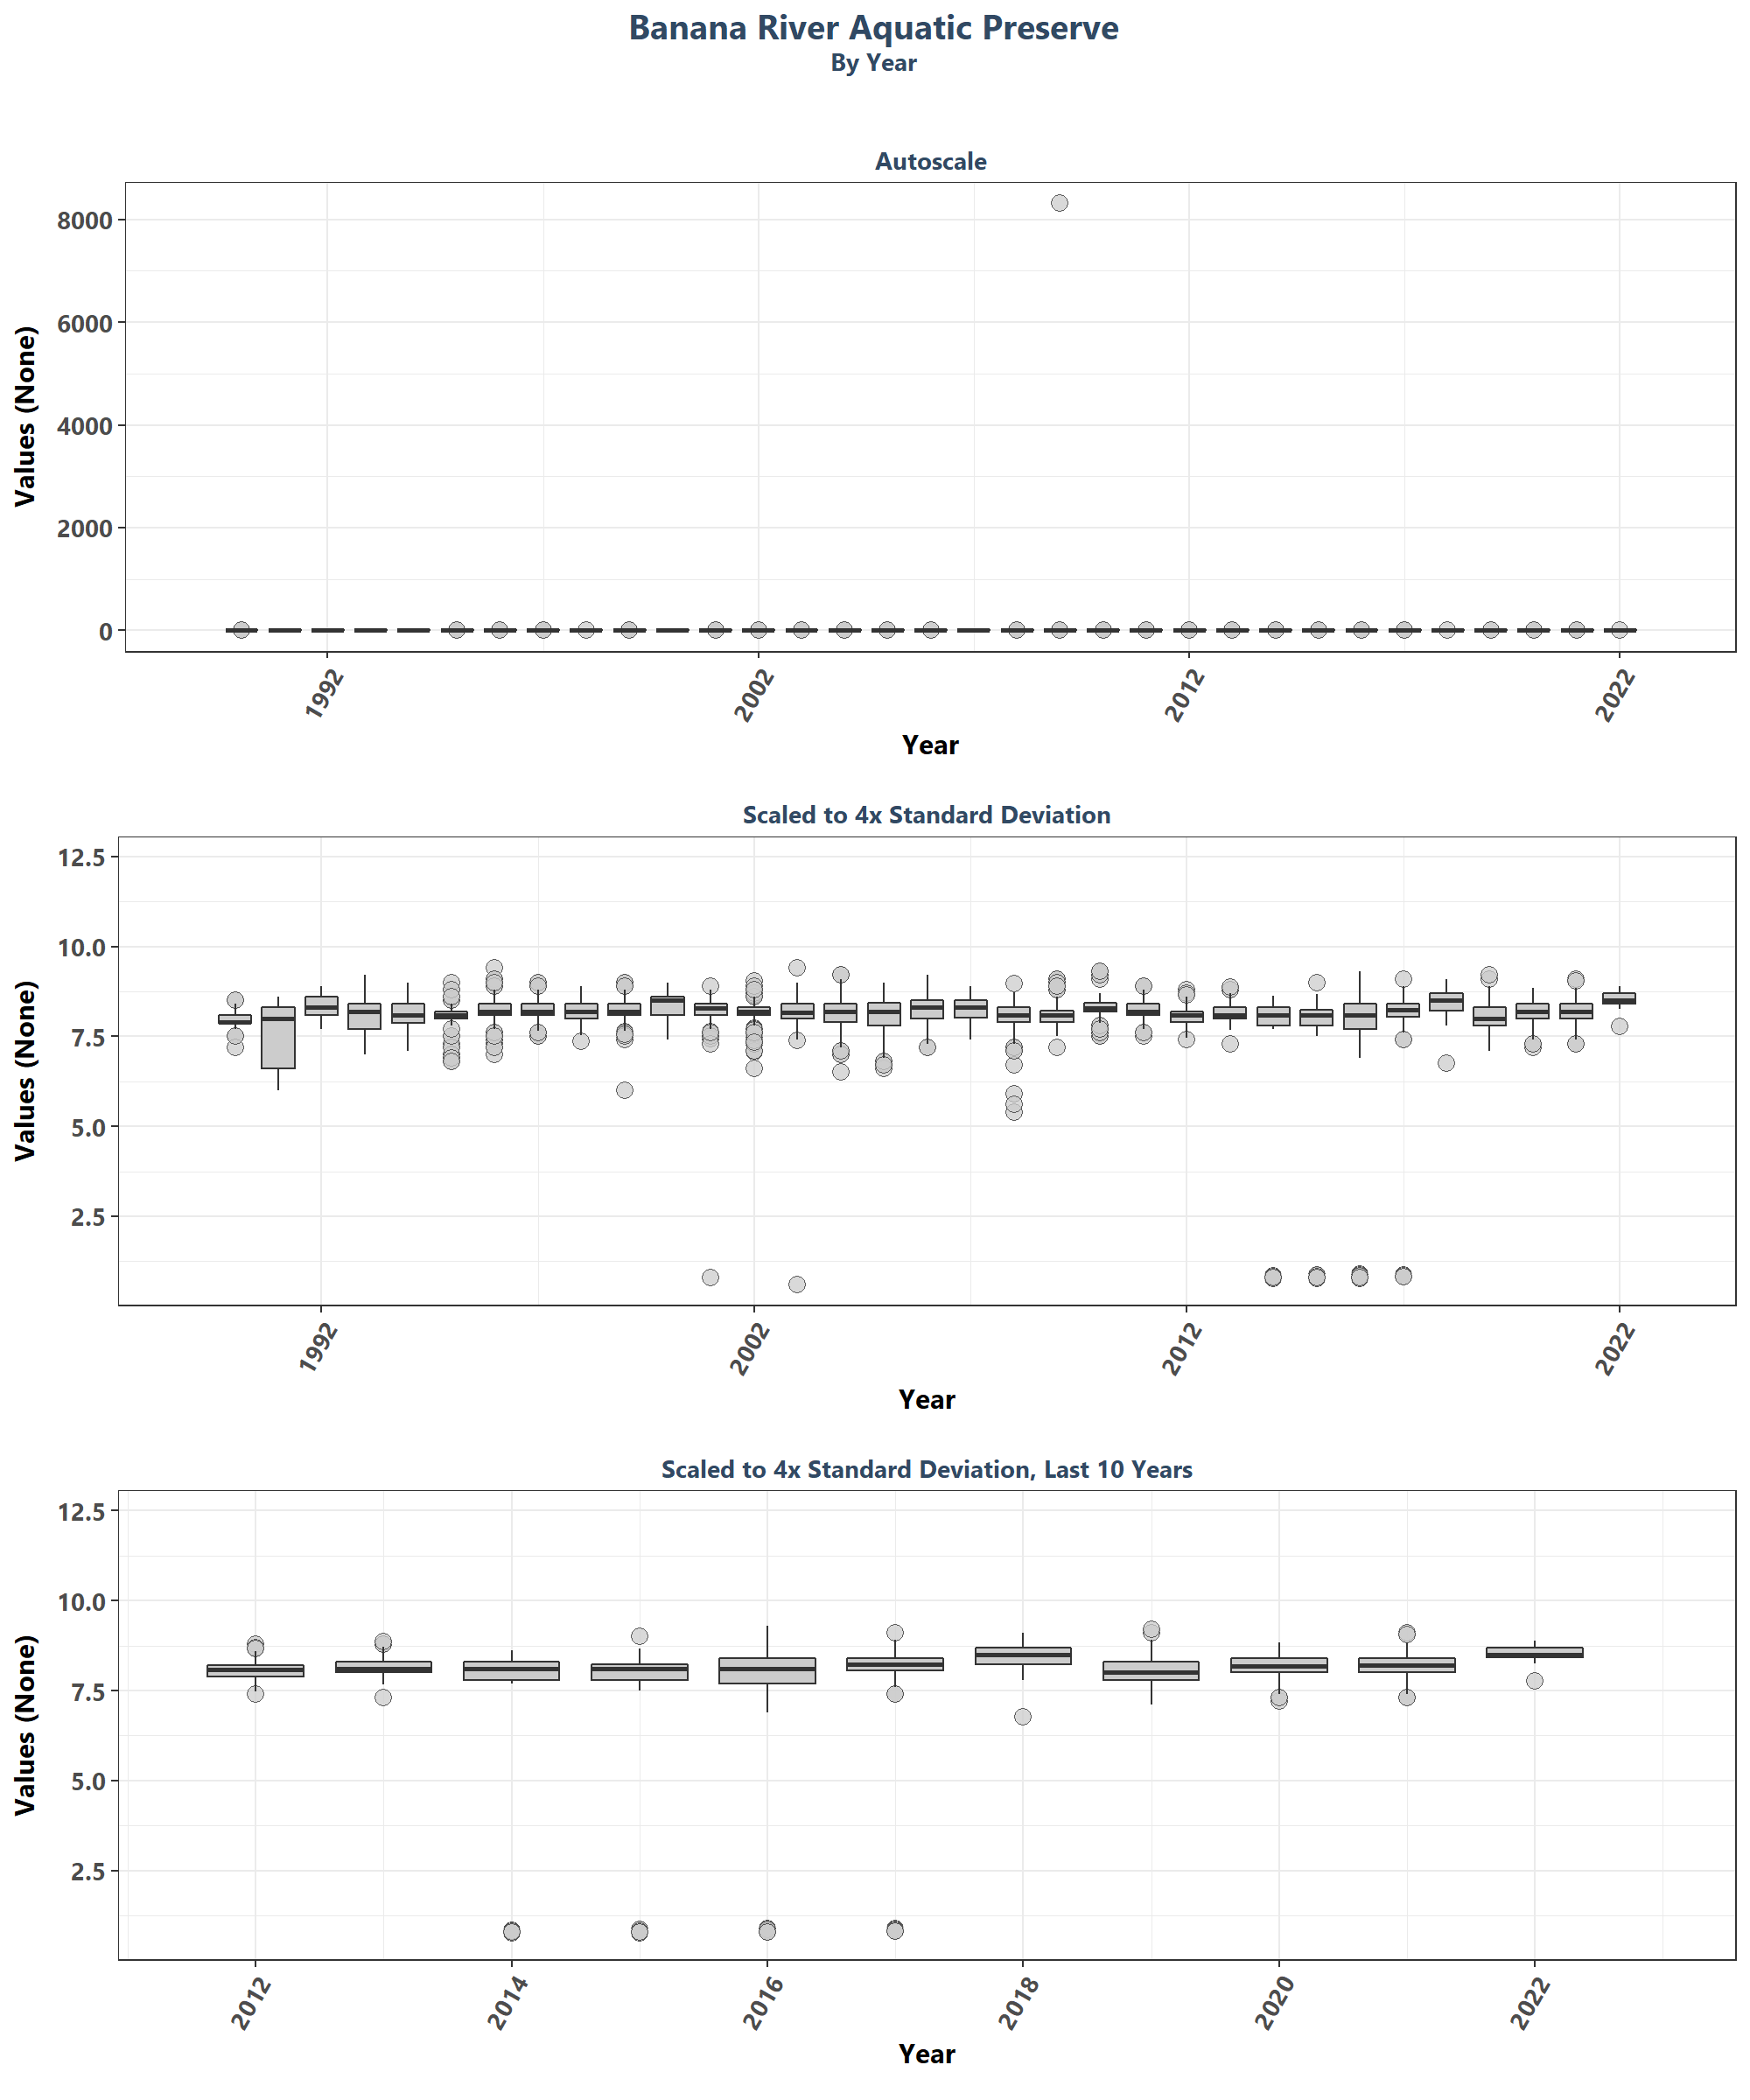 Banana River Aquatic Preserve
By Year
Autoscale
8000
6000
4000
2000
0
Values (None)
1992
2002
2012
2022
Year
Scaled to 4x Standard Deviation
12.5
10.0
7.5
5.0
2.5
Values (None)
1992
2002
2012
2022
Year
Scaled to 4x Standard Deviation, Last 10 Years
12.5
10.0
7.5
5.0
2.5
Values (None)
2012
2014
2016
2018
2020
2022
Year